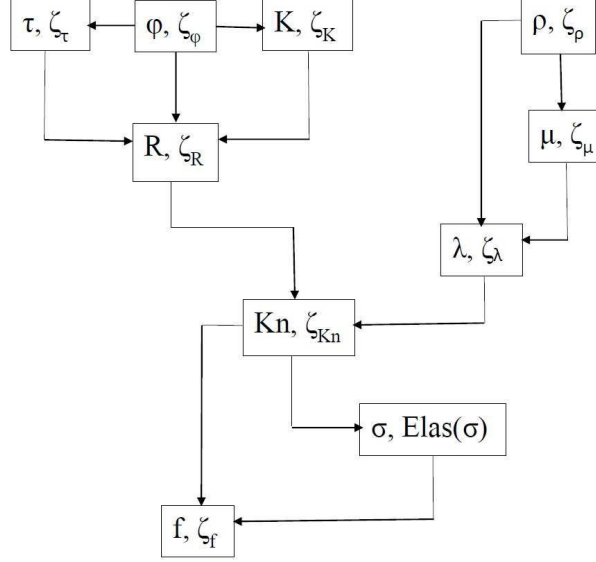 τ, ζτ
φ, ζφ
K, ζK
ρ, ζρ
R, ζR
μ, ζμ
λ, ζλ
Kn, ζKn
σ, Elas(σ)
f, ζf